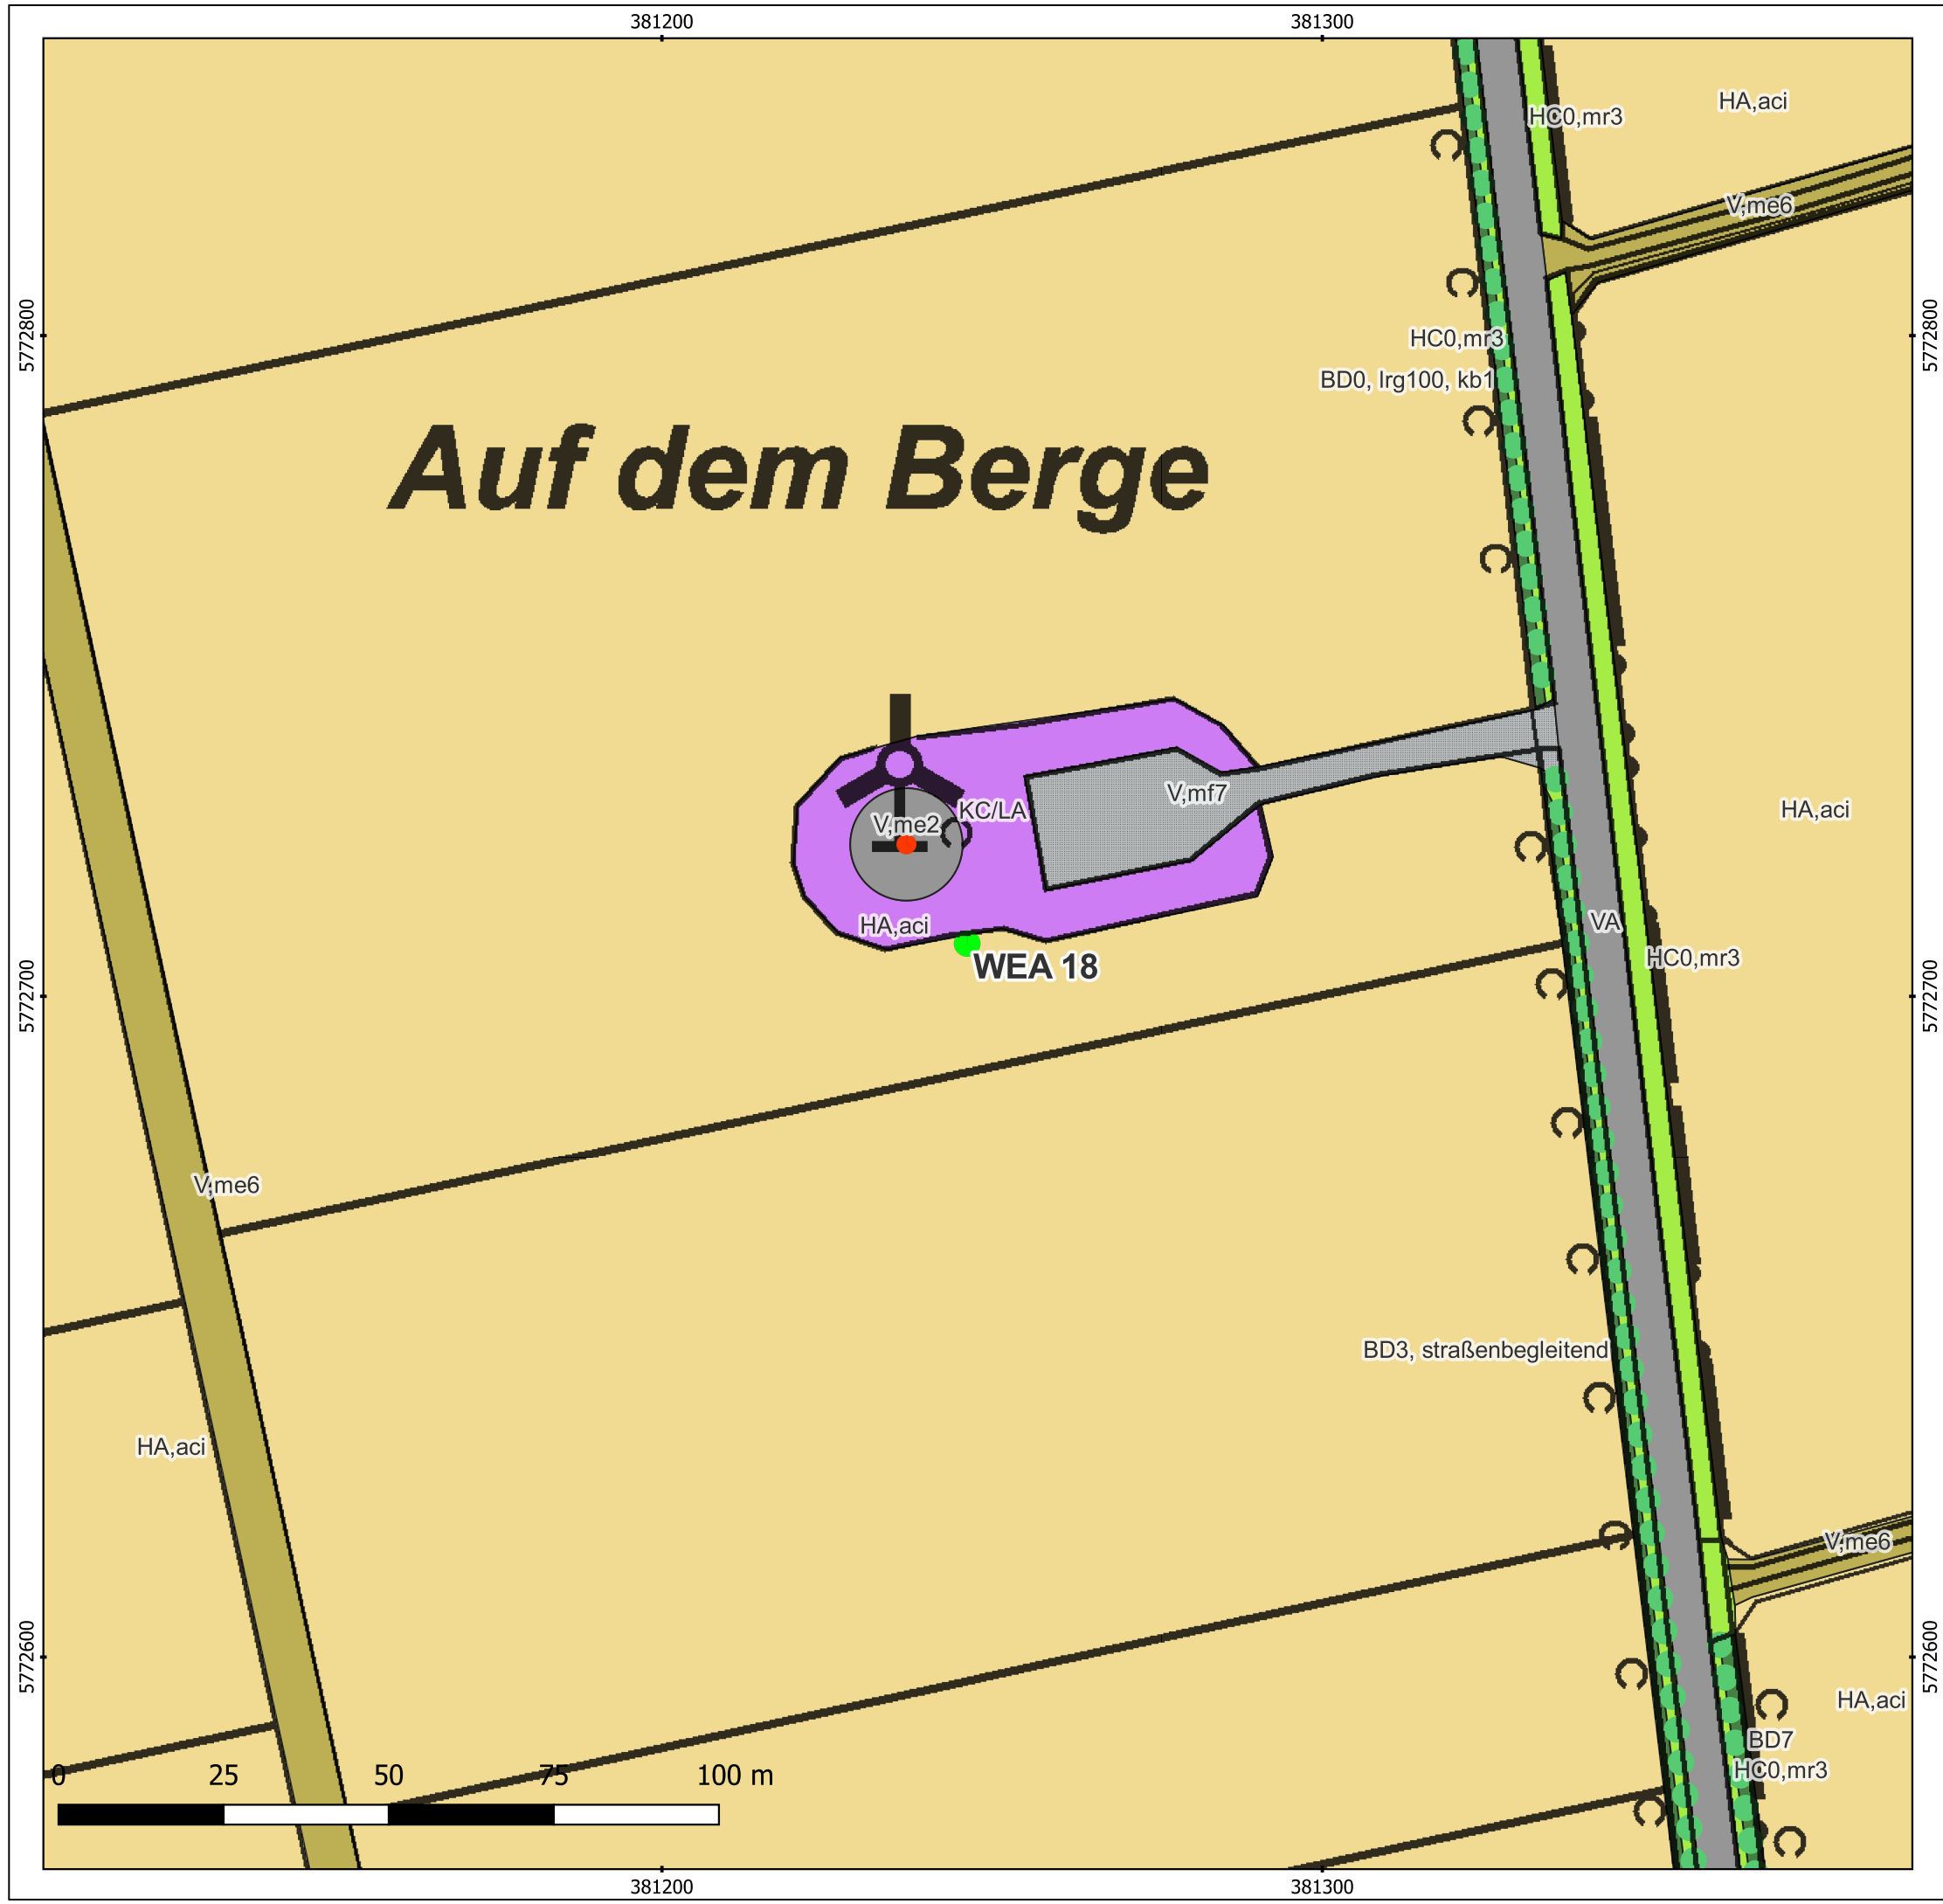 381200 381300
HA,aci
HC0,mr3
V,me6
5772800 5772800
HC0,mr3
BD0, lrg100, kb1
Auf dem Berge
V,mf7
KC/LA
HA,aci
V,me2
VA
HA,aci
HC0,mr3
WEA 18
5772700 5772700
V,me6
BD3, straßenbegleitend
HA,aci
V,me6
5772600 5772600
HA,aci
BD7
HC0,mr3
0 25 50 75 100 m
381200 381300